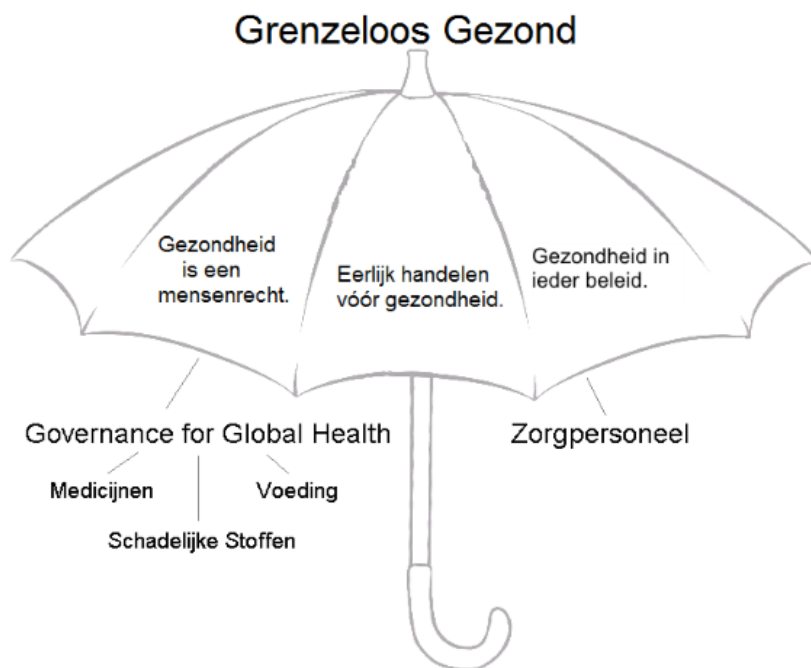 Grenzeloos Gezond
Gezondheid
is een
mensenrecht.
Eerlijk handelen
vóór gezondheid.
Gezondheid in
ieder beleid.
Governance for Global Health
Zorgpersoneel
Medicijnen
Voeding
Schadelijke Stoffen